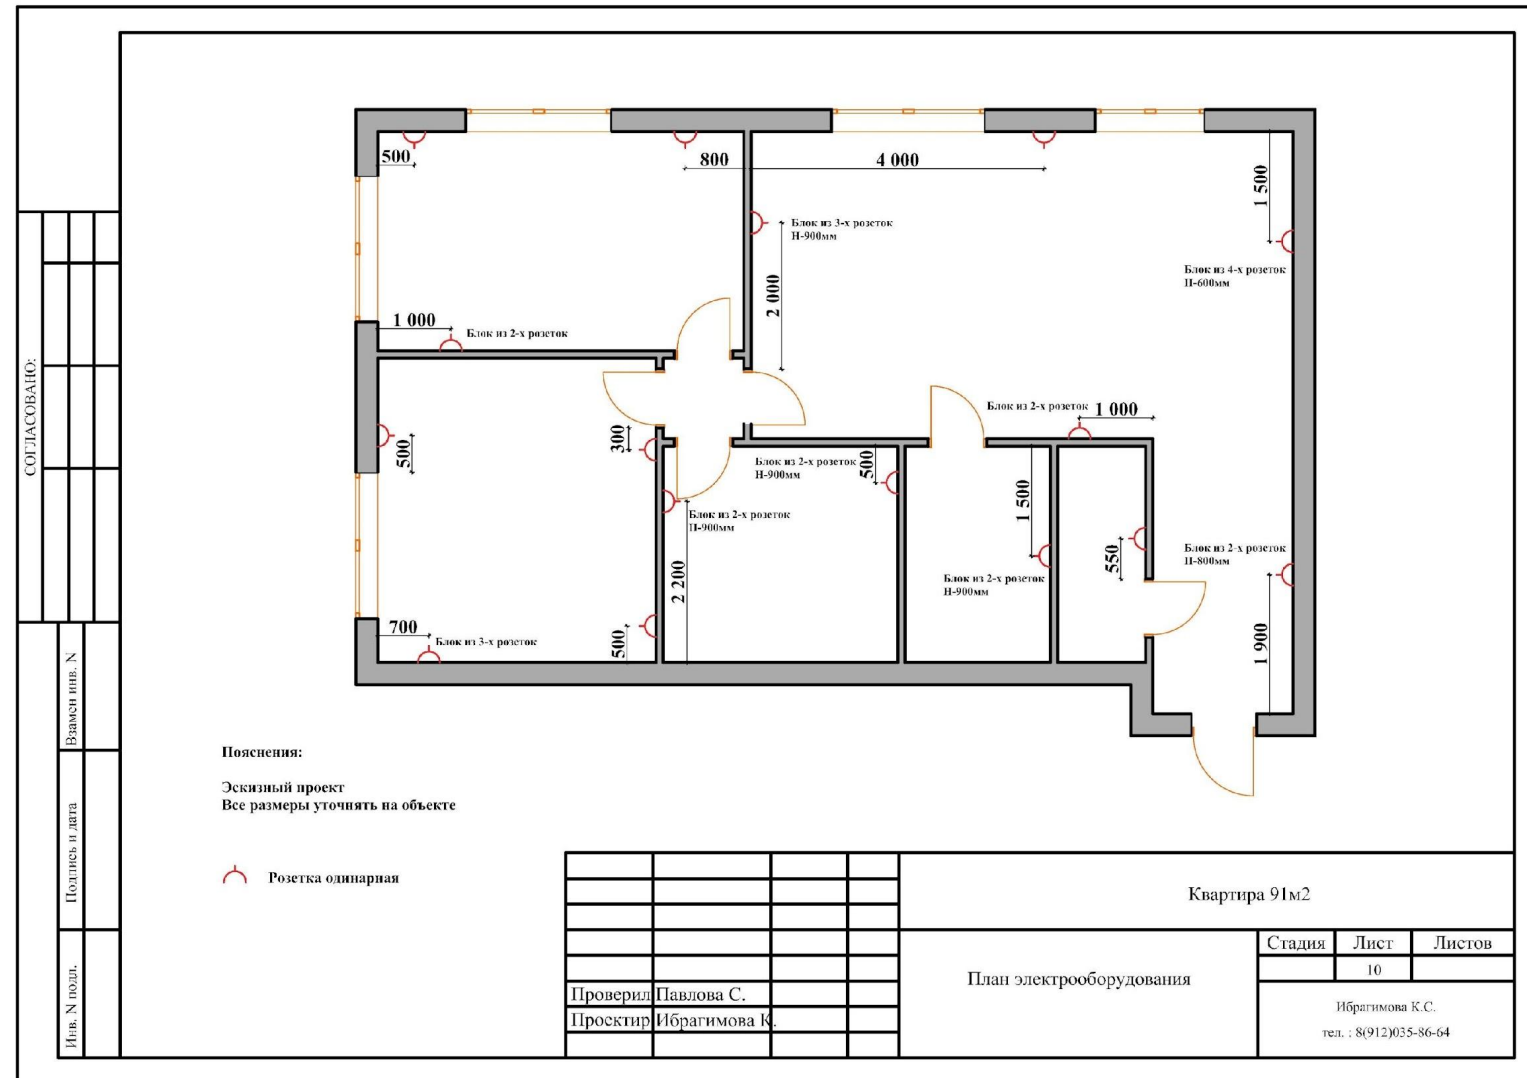 500
800
4 000
1 500
Блок из 3-х розеток
Н-900мм
Блок из 4-х розеток
Н-600мм
2 000
1 000
Блок из 2-х розеток
Блок из 2-х розеток
1 000
500
300
Блок из 2-х розеток
Н-900мм
500
1 500
Блок из 2-х розеток
Н-900мм
550
Блок из 2-х розеток
Н-800мм
2 200
Блок из 2-х розеток
Н-900мм
700
Блок из 3-х розеток
500
1 900
СОГЛАСОВАНО:
Взамен инв. N
Подпись и дата
Инв. N подл.
Пояснения:
Эскизный проект
Все размеры уточнять на объекте
Розетка одинарная
Квартира 91м2
План электрооборудования
Стадия Лист Листов
10
Проверил Павлова С.
Проектир Ибрагимова К.
Ибрагимова К.С.
тел. : 8(912)035-86-64